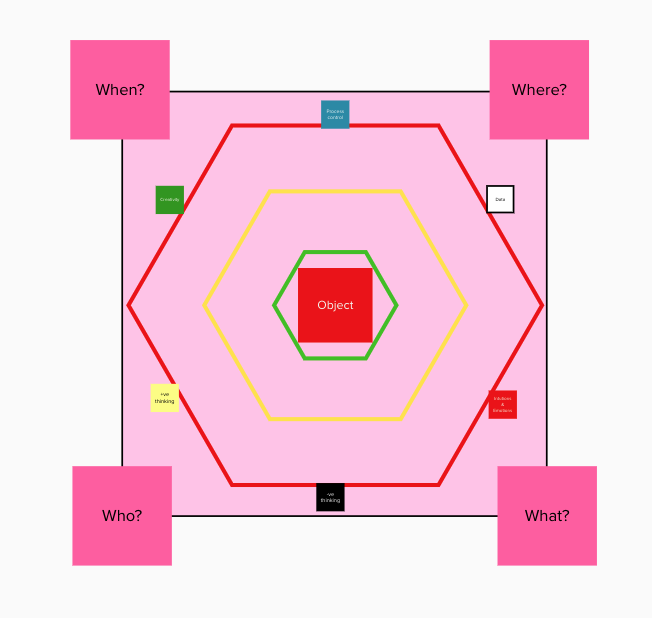 When?
Where?
Process
control
Creativity
Data
Object
+ve
thinking
Intuitions
&
Emotions
-ve
thinking
Who?
What?